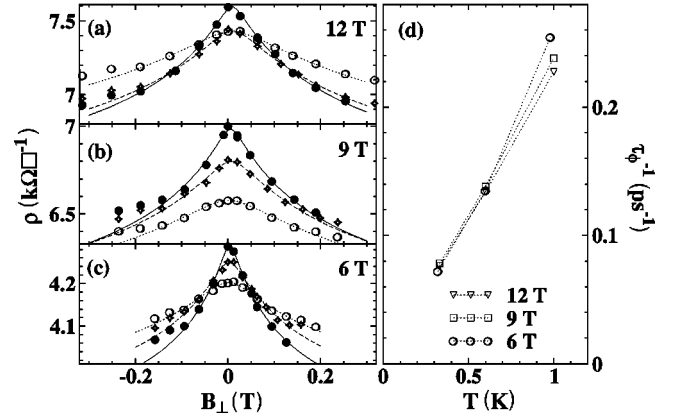 (a) 12 T
7.5
7
(b) 9 T
7
6.5
(c) 6 T
4.2
4.1
ρ (kΩ□⁻¹)
-0.2 0 0.2
B⊥(T)
(d)
0.2
0.1
0
τϕ⁻¹ (ps⁻¹)
12 T
9 T
6 T
0 0.5 1
T (K)